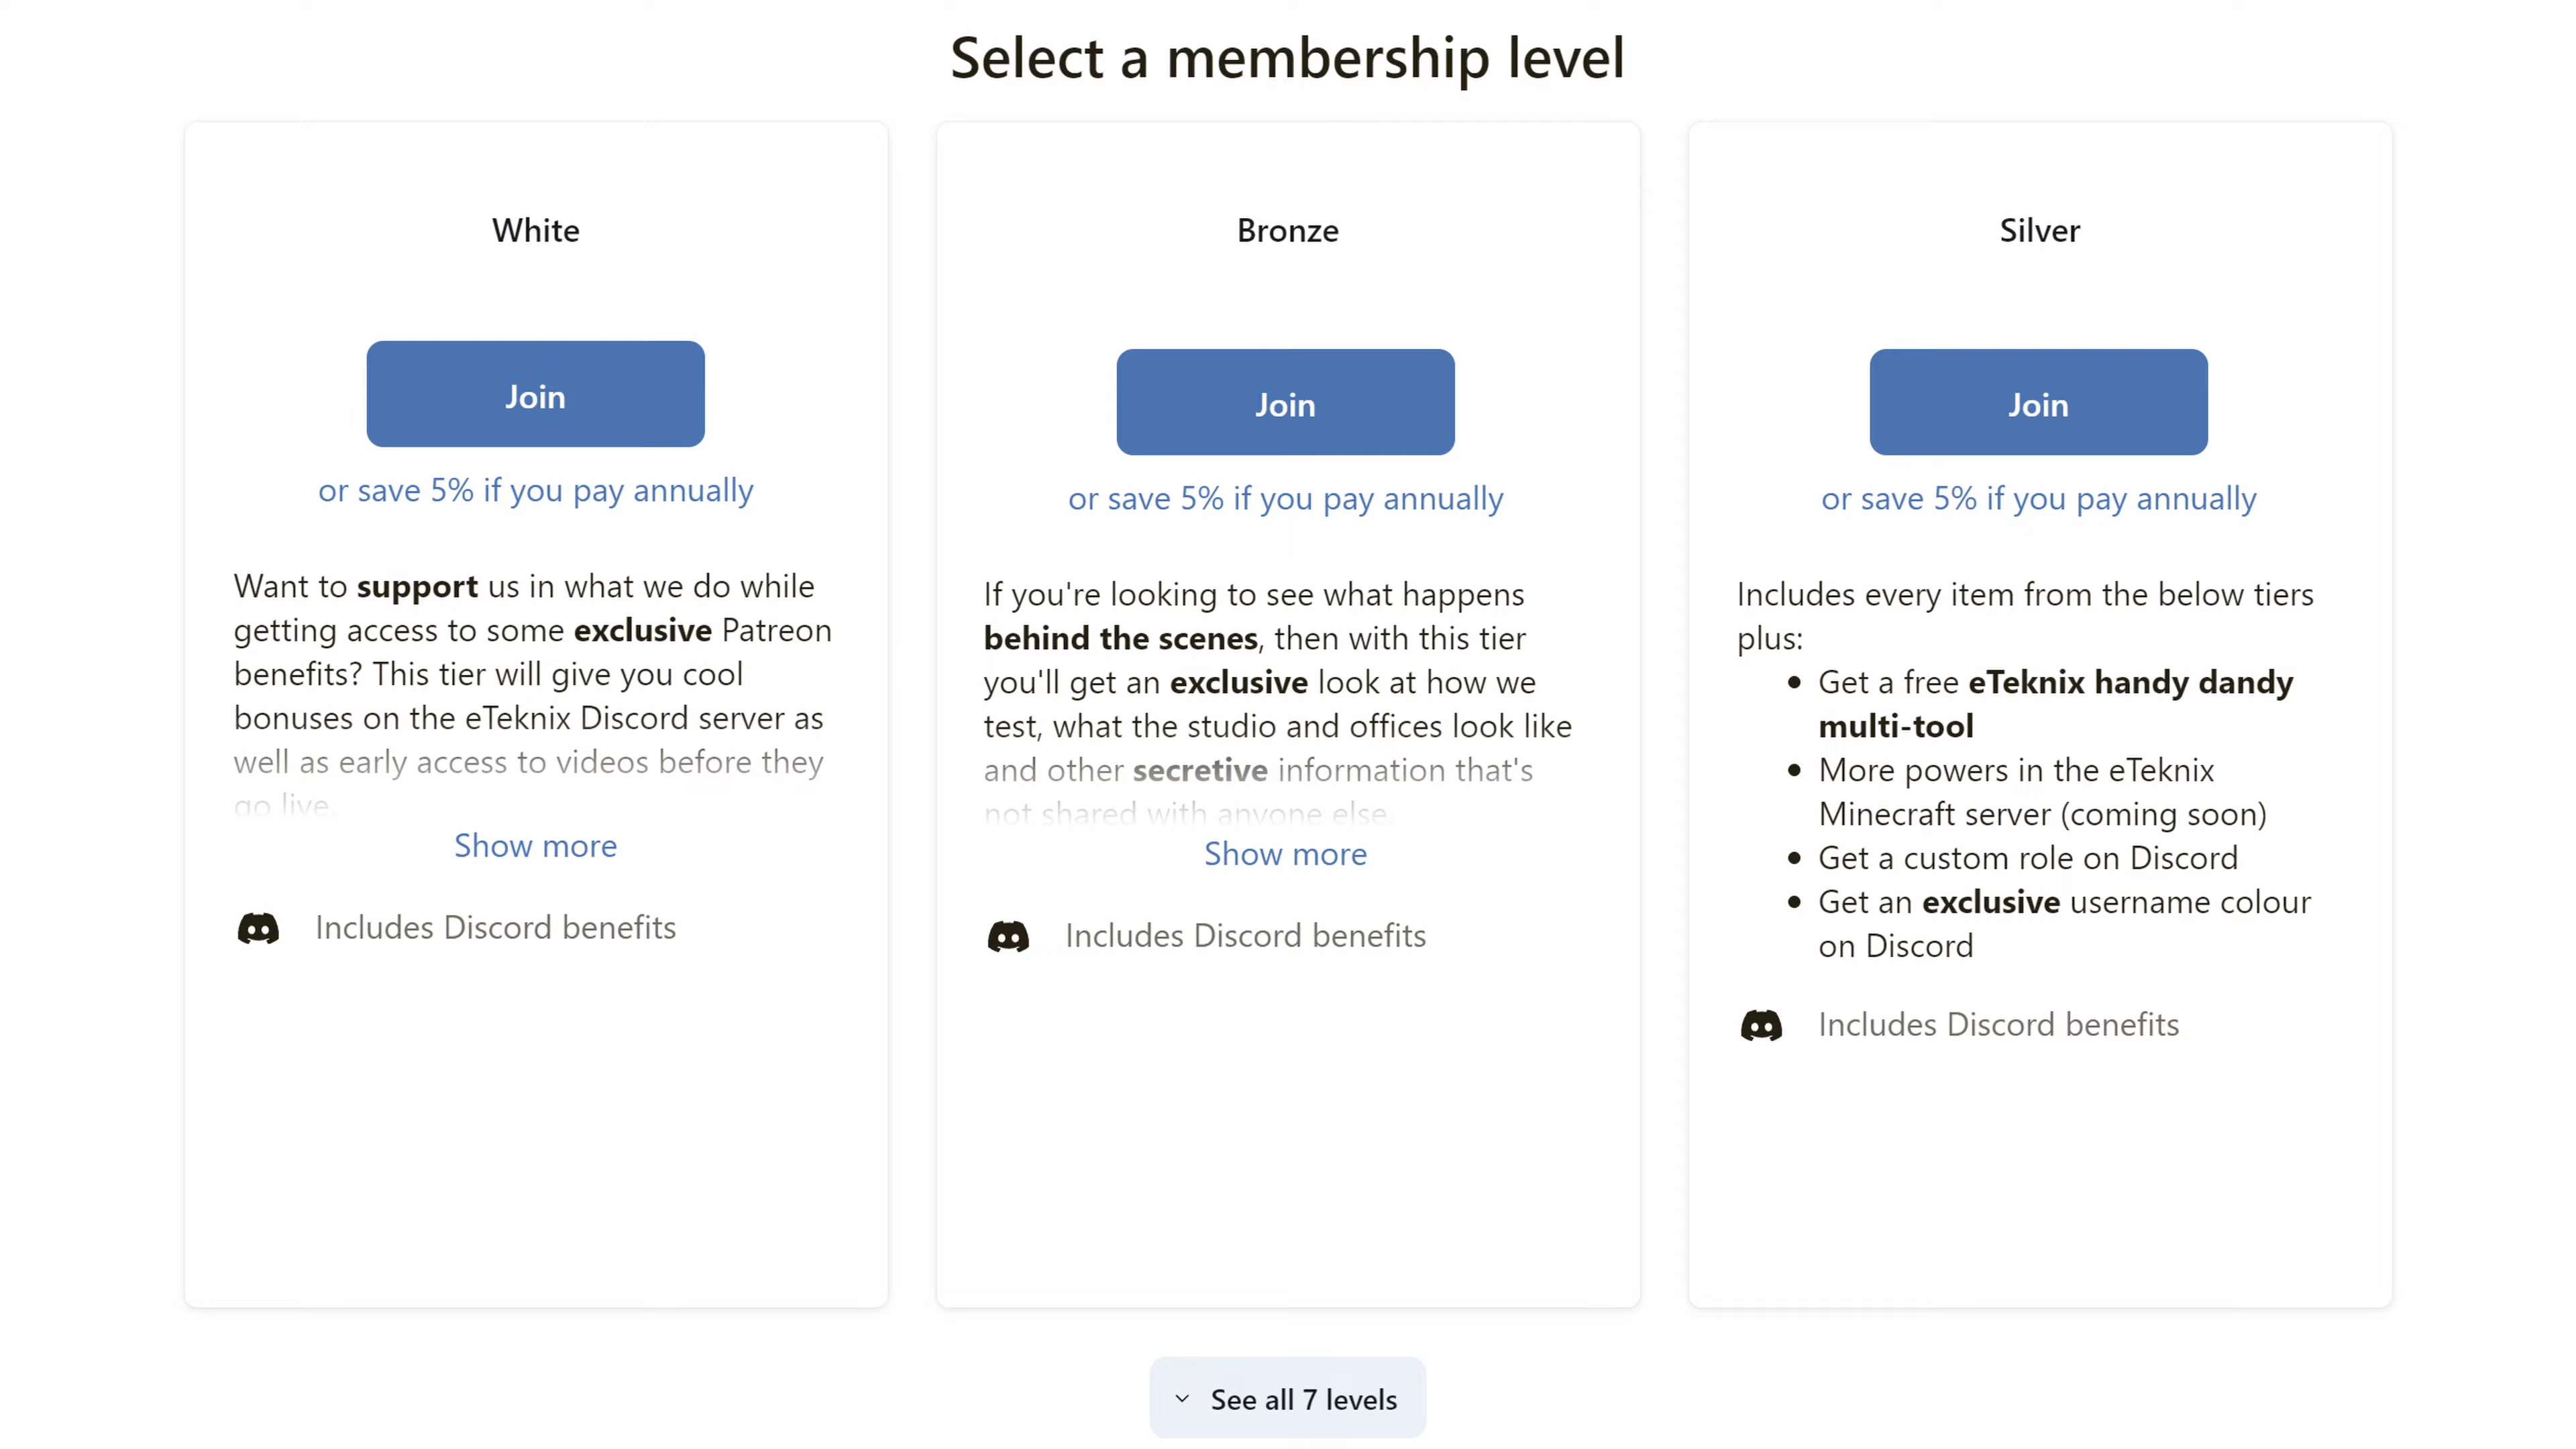 Select a membership level
White
Join
or save 5% if you pay annually
Want to support us in what we do while
getting access to some exclusive Patreon
benefits? This tier will give you cool
bonuses on the eTeknix Discord server as
well as early access to videos before they
go live.
Show more
Includes Discord benefits
Bronze
Join
or save 5% if you pay annually
If you're looking to see what happens
behind the scenes, then with this tier
you'll get an exclusive look at how we
test, what the studio and offices look like
and other secretive information that's
not shared with anyone else.
Show more
Includes Discord benefits
Silver
Join
or save 5% if you pay annually
Includes every item from the below tiers
plus:
• Get a free eTeknix handy dandy
multi-tool
• More powers in the eTeknix
Minecraft server (coming soon)
• Get a custom role on Discord
• Get an exclusive username colour
on Discord
Includes Discord benefits
See all 7 levels